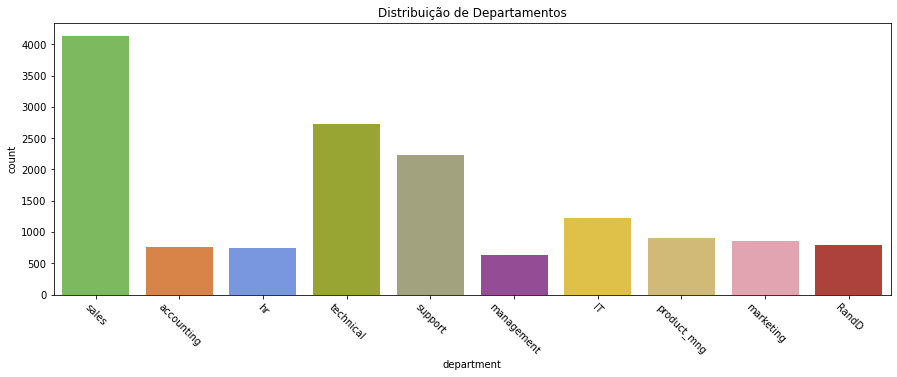 Distribuição de Departamentos
count
4000
3500
3000
2500
2000
1500
1000
500
0
sales
accounting
hr
technical
support
management
IT
product_mng
marketing
RandD
department